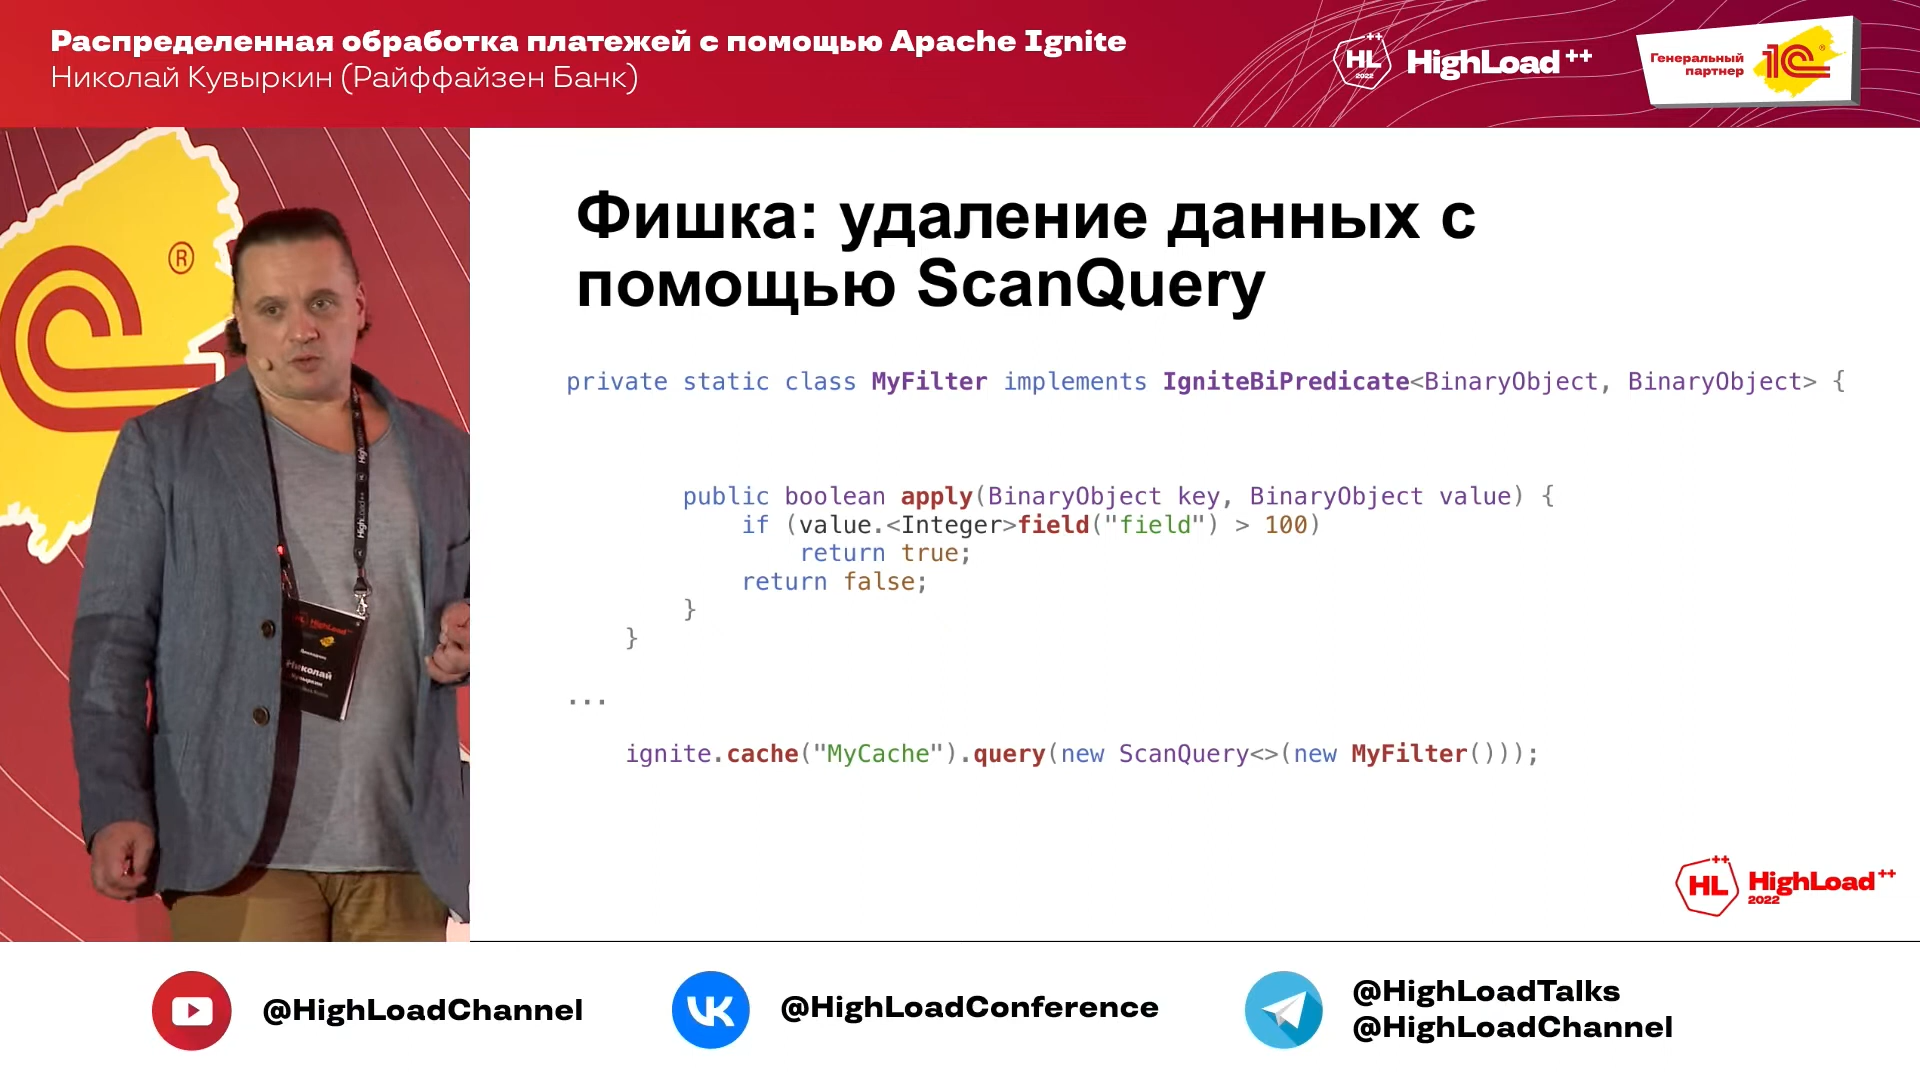 Распределенная обработка платежей с помощью Apache Ignite
Николай Кувыркин (Райффайзен Банк)
HL
2022
HighLoad++
Генеральный
партнер
1С®
®
Фишка: удаление данных с
помощью ScanQuery
private static class MyFilter implements IgniteBiPredicate<BinaryObject, BinaryObject> {
public boolean apply(BinaryObject key, BinaryObject value) {
if (value.<Integer>field("field") > 100)
return true;
return false;
}
}
...
ignite.cache("MyCache").query(new ScanQuery<>(new MyFilter()));
HighLoad++
Николай
HL
HighLoad++
2022
@HighLoadChannel
@HighLoadConference
@HighLoadTalks
@HighLoadChannel